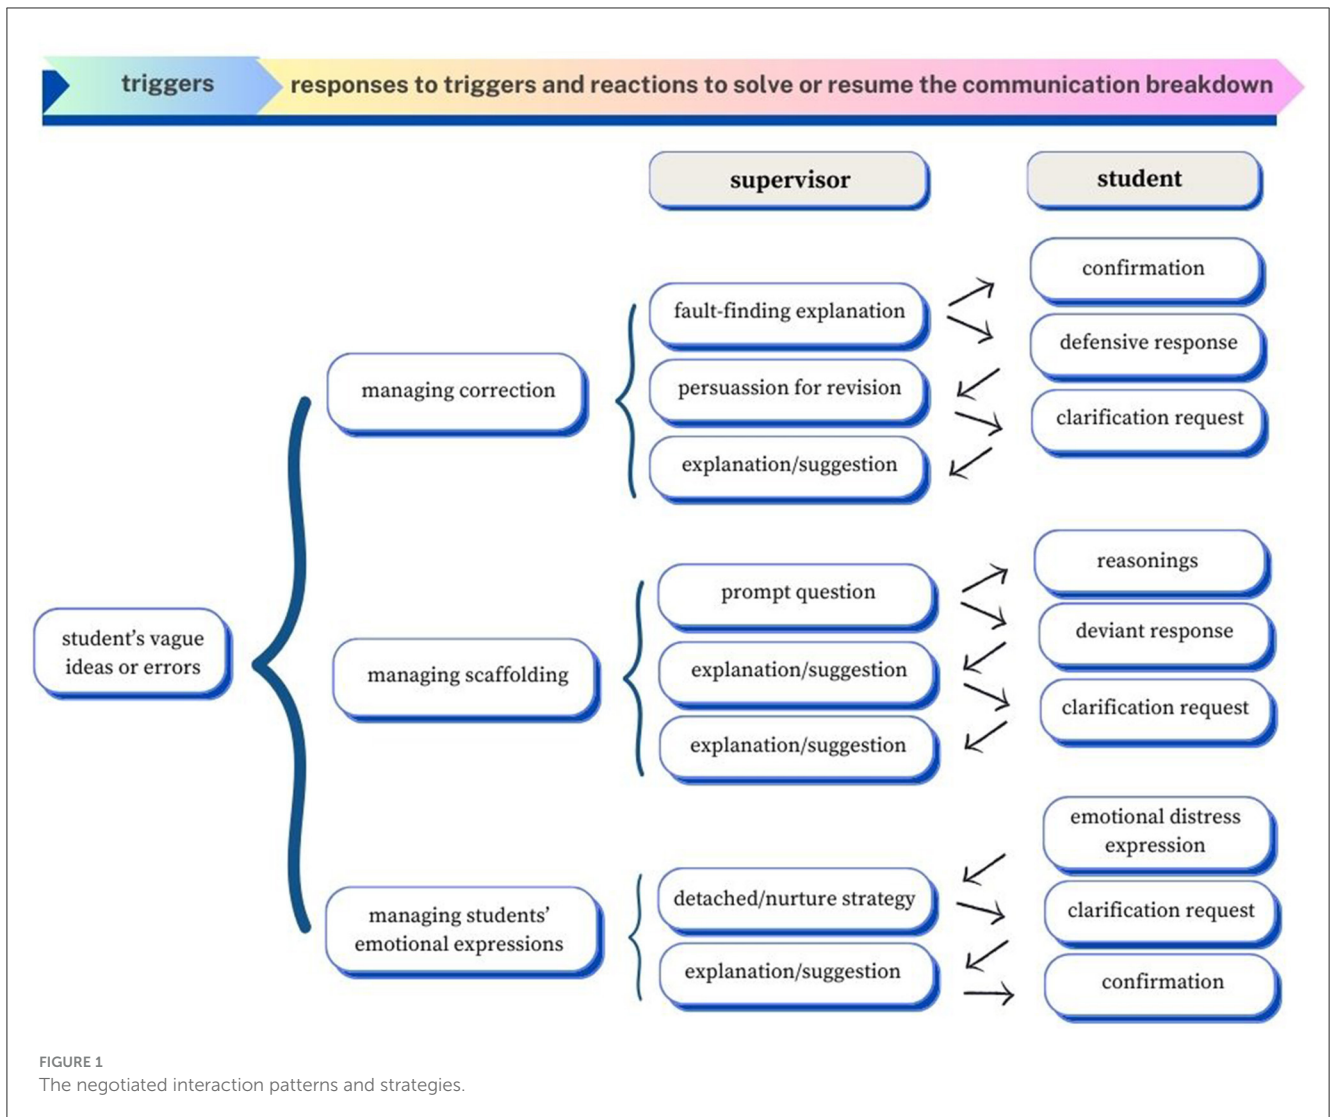 triggers
responses to triggers and reactions to solve or resume the communication breakdown
supervisor
student
confirmation
fault-finding explanation
defensive response
managing correction
persuassion for revision
clarification request
explanation/suggestion
reasonings
prompt question
deviant response
student’s vague
ideas or errors
managing scaffolding
explanation/suggestion
clarification request
explanation/suggestion
emotional distress
expression
detached/nurture strategy
clarification request
managing students’
emotional expressions
explanation/suggestion
confirmation
FIGURE 1
The negotiated interaction patterns and strategies.